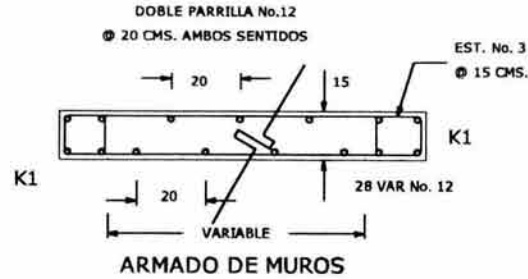 DOBLE PARRILLA No.12
@ 20 CMS. AMBOS SENTIDOS
EST. No. 3
@ 15 CMS.
20
15
K1
K1
20
28 VAR No. 12
VARIABLE
ARMADO DE MUROS